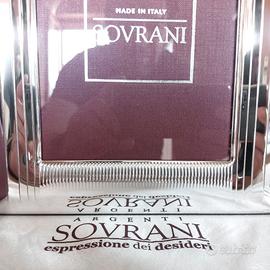 MADE IN ITALY
SOVRANI
ARGENTI
SOVRANI
espressione dei desideri